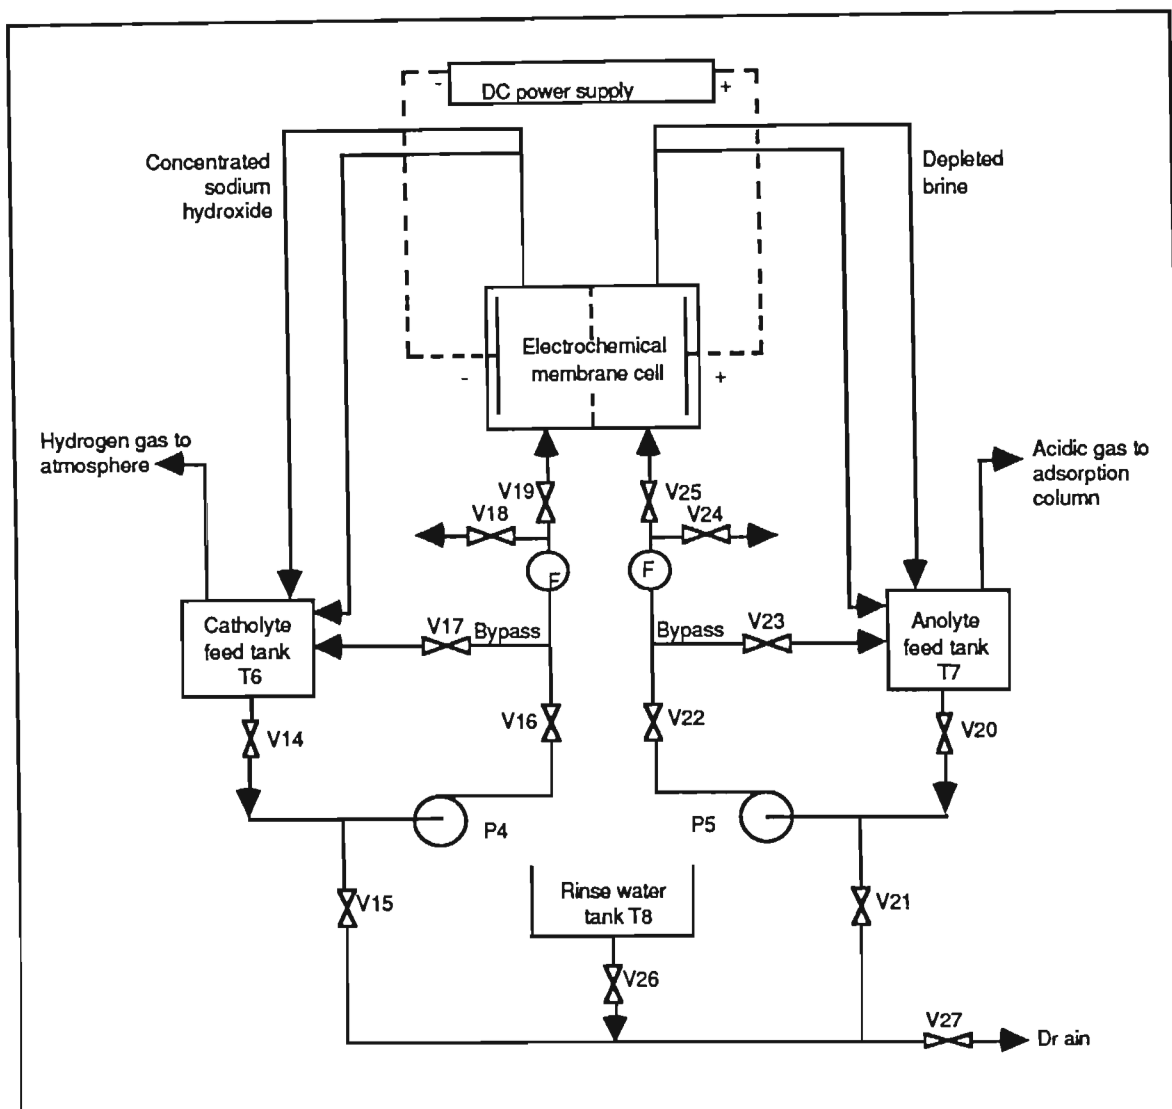 -
DC power supply
+
Concentrated
sodium
hydroxide
Depleted
brine
Electrochemical
membrane cell
-
+
Hydrogen gas to
atmosphere
Acidic gas to
adsorption
column
V19
V25
V18
V24
F
F
Catholyte
feed tank
T6
V17
Bypass
Bypass
V23
Anolyte
feed tank
T7
V14
V16
V22
V20
P4
P5
V15
Rinse water
tank T8
V21
V26
V27
Dr ain